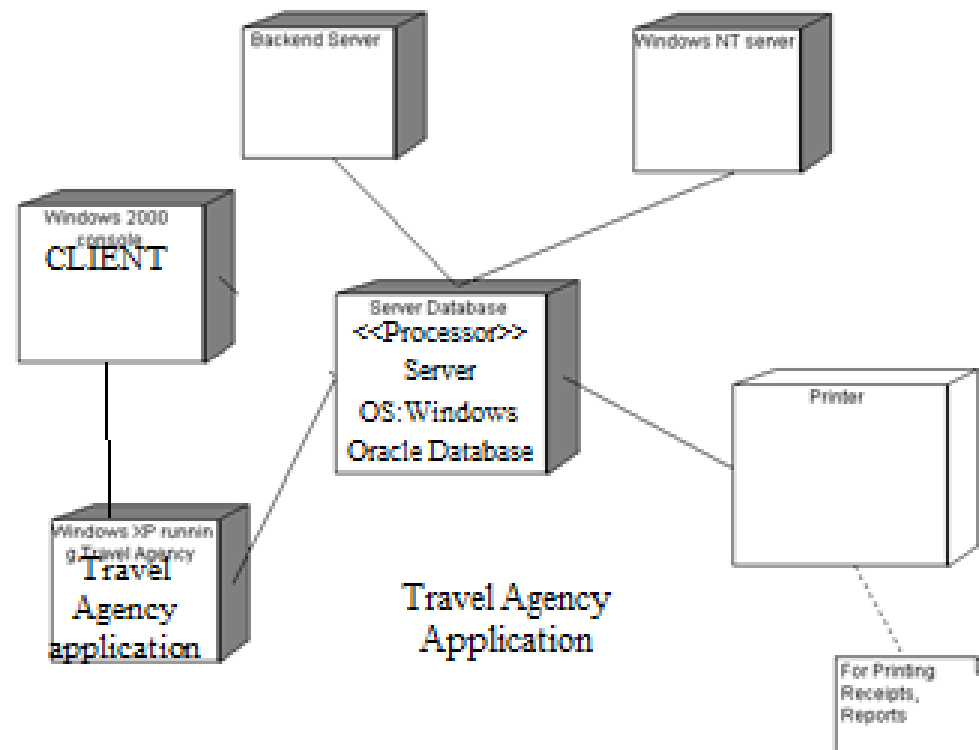 Backend Server
Windows NT server
Windows 2000
console
CLIENT
Server Database
<<Processor>>
Server
OS:Windows
Oracle Database
Printer
Windows XP runnin
g Travel Agency
Travel
Agency
application
Travel Agency
Application
For Printing
Receipts,
Reports